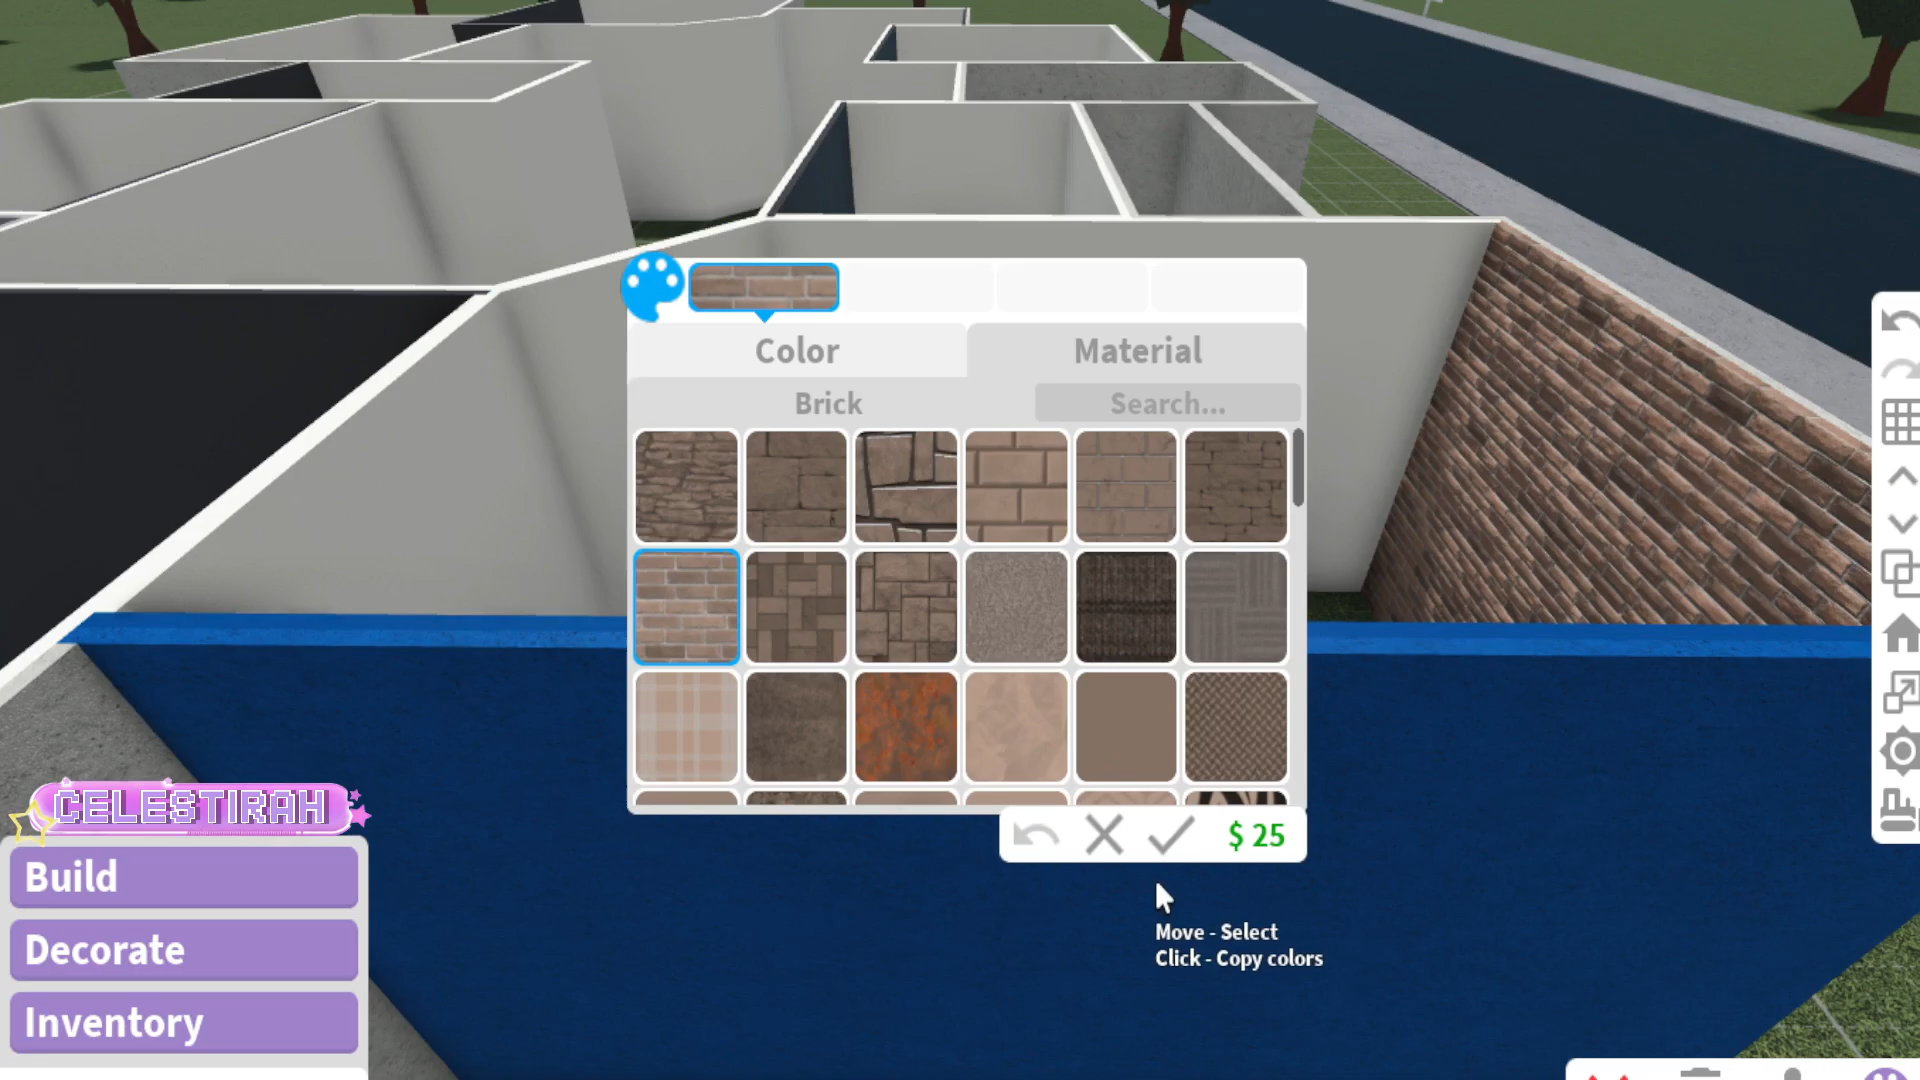 Color
Material
Brick
Search...
$ 25
Move - Select
Click - Copy colors
CELESTIRAH
Build
Decorate
Inventory